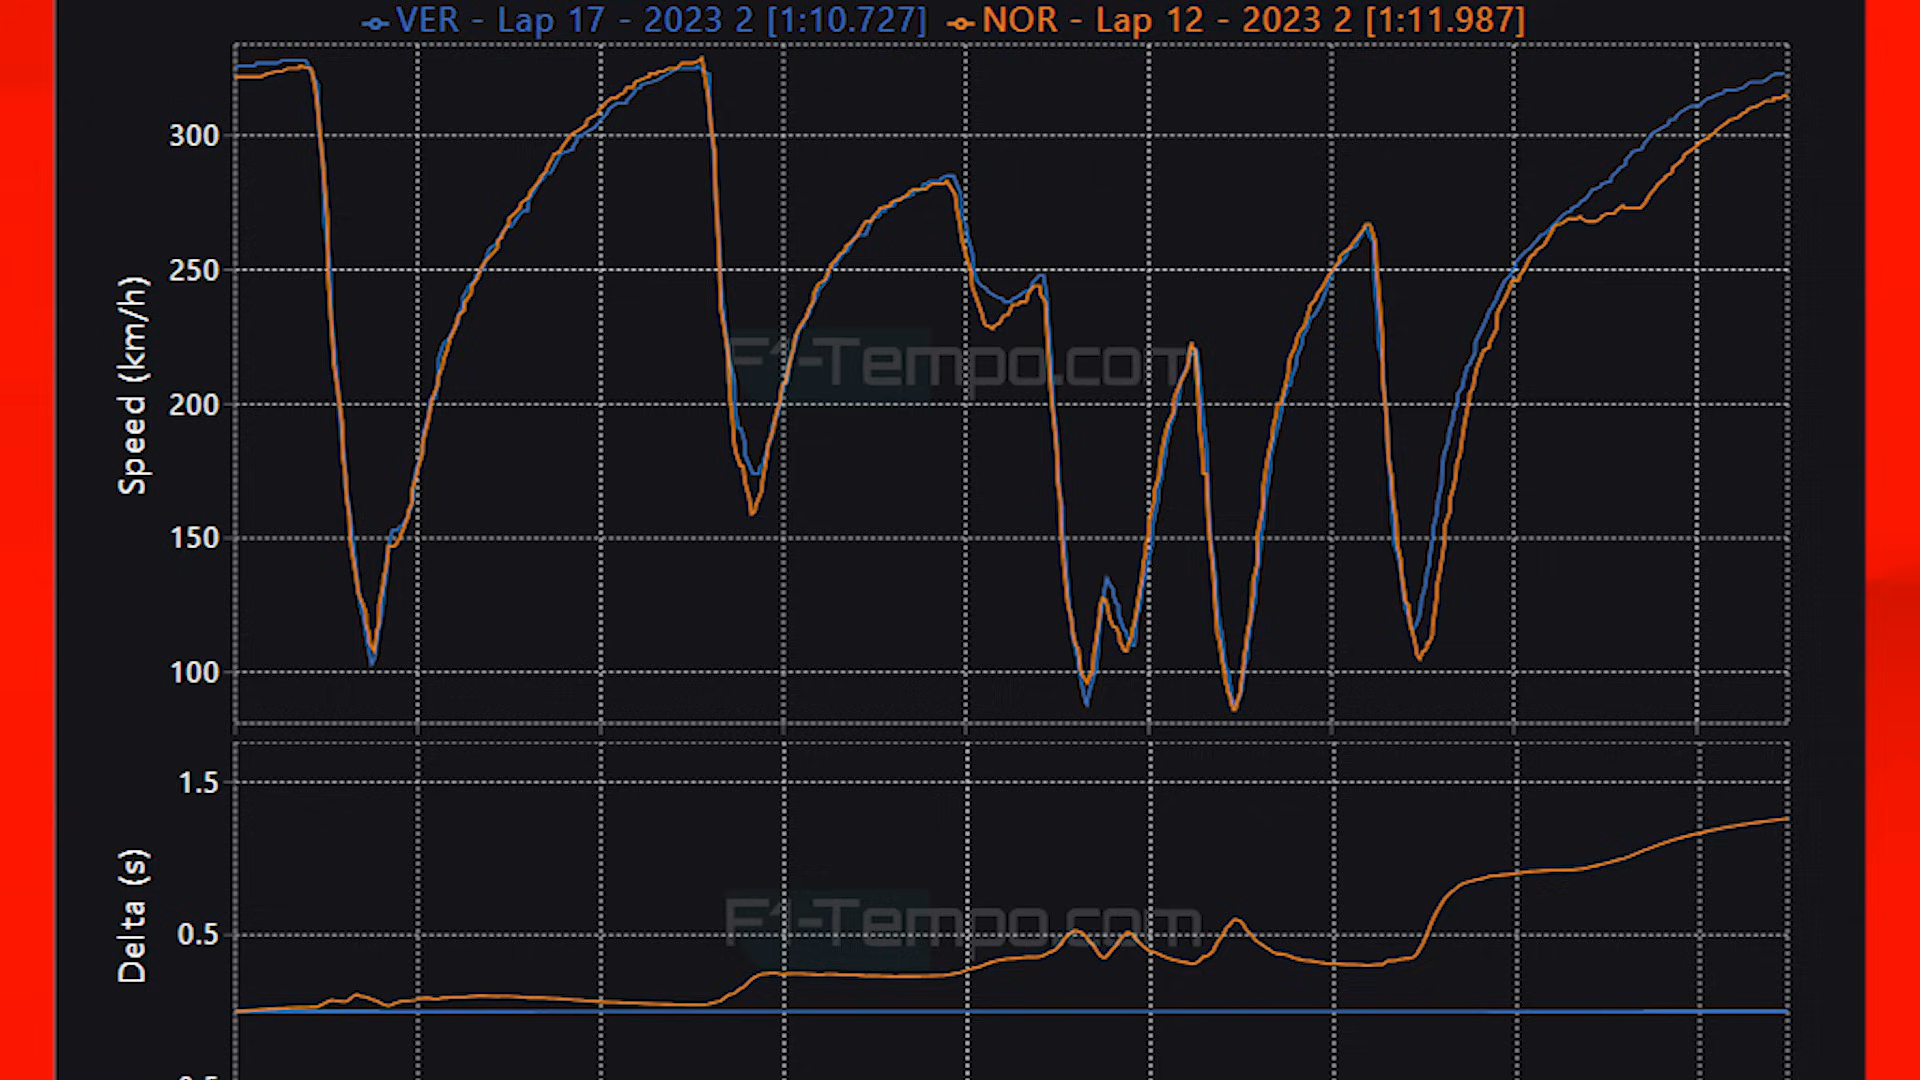 VER - Lap 17 - 2023 2 [1:10.727] NOR - Lap 12 - 2023 2 [1:11.987]
300
250
200
150
100
Speed (km/h)
F1-Tempo.com
1.5
0.5
Delta (s)
F1-Tempo.com